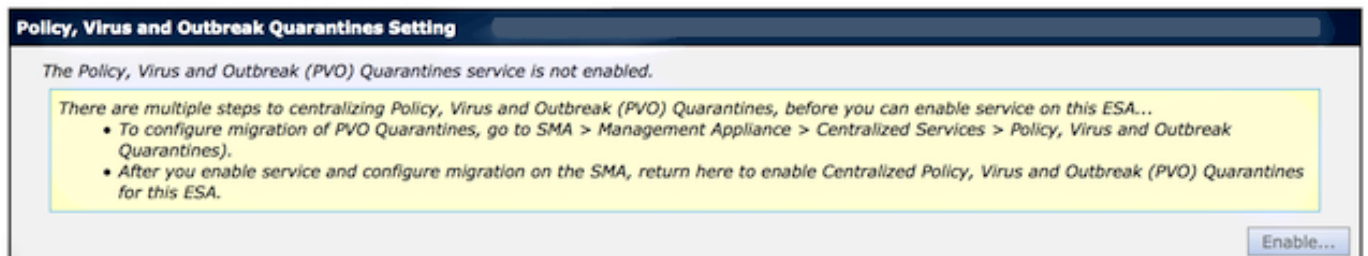 Policy, Virus and Outbreak Quarantines Setting
The Policy, Virus and Outbreak (PVO) Quarantines service is not enabled.
There are multiple steps to centralizing Policy, Virus and Outbreak (PVO) Quarantines, before you can enable service on this ESA...
• To configure migration of PVO Quarantines, go to SMA > Management Appliance > Centralized Services > Policy, Virus and Outbreak
Quarantines).
• After you enable service and configure migration on the SMA, return here to enable Centralized Policy, Virus and Outbreak (PVO) Quarantines
for this ESA.
Enable...